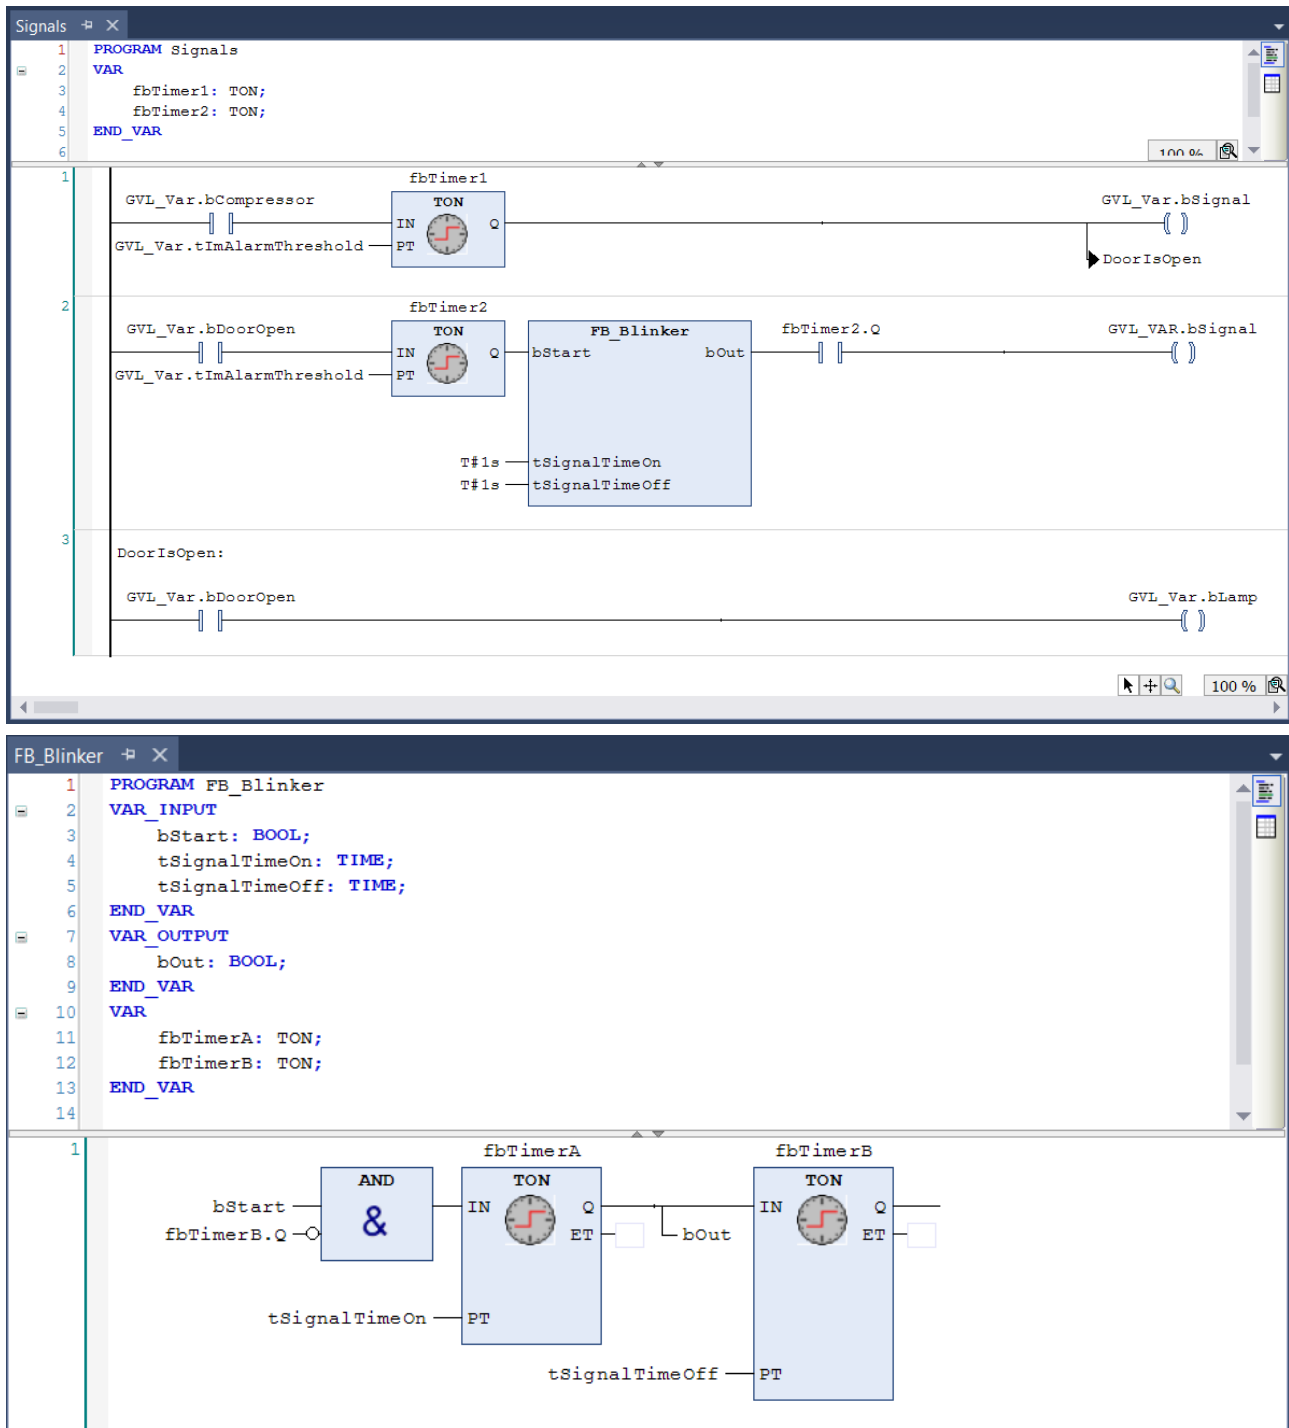 Signals
1 PROGRAM Signals
2 VAR
3 fbTimer1: TON;
4 fbTimer2: TON;
5 END_VAR
6
100 %
1
fbTimer1
GVL_Var.bCompressor TON GVL_Var.bSignal
IN Q
GVL_Var.tImAlarmThreshold PT
DoorIsOpen
2
fbTimer2
GVL_Var.bDoorOpen TON FB_Blinker fbTimer2.Q GVL_VAR.bSignal
IN Q bStart bOut
GVL_Var.tImAlarmThreshold PT
T#1s tSignalTimeOn
T#1s tSignalTimeOff
3
DoorIsOpen:
GVL_Var.bDoorOpen GVL_Var.bLamp
100 %
FB_Blinker
1 PROGRAM FB_Blinker
2 VAR_INPUT
3 bStart: BOOL;
4 tSignalTimeOn: TIME;
5 tSignalTimeOff: TIME;
6 END_VAR
7 VAR_OUTPUT
8 bOut: BOOL;
9 END_VAR
10 VAR
11 fbTimerA: TON;
12 fbTimerB: TON;
13 END_VAR
14
1 fbTimerA fbTimerB
AND TON TON
bStart & IN Q IN Q
fbTimerB.Q ET bOut ET
tSignalTimeOn PT
tSignalTimeOff PT